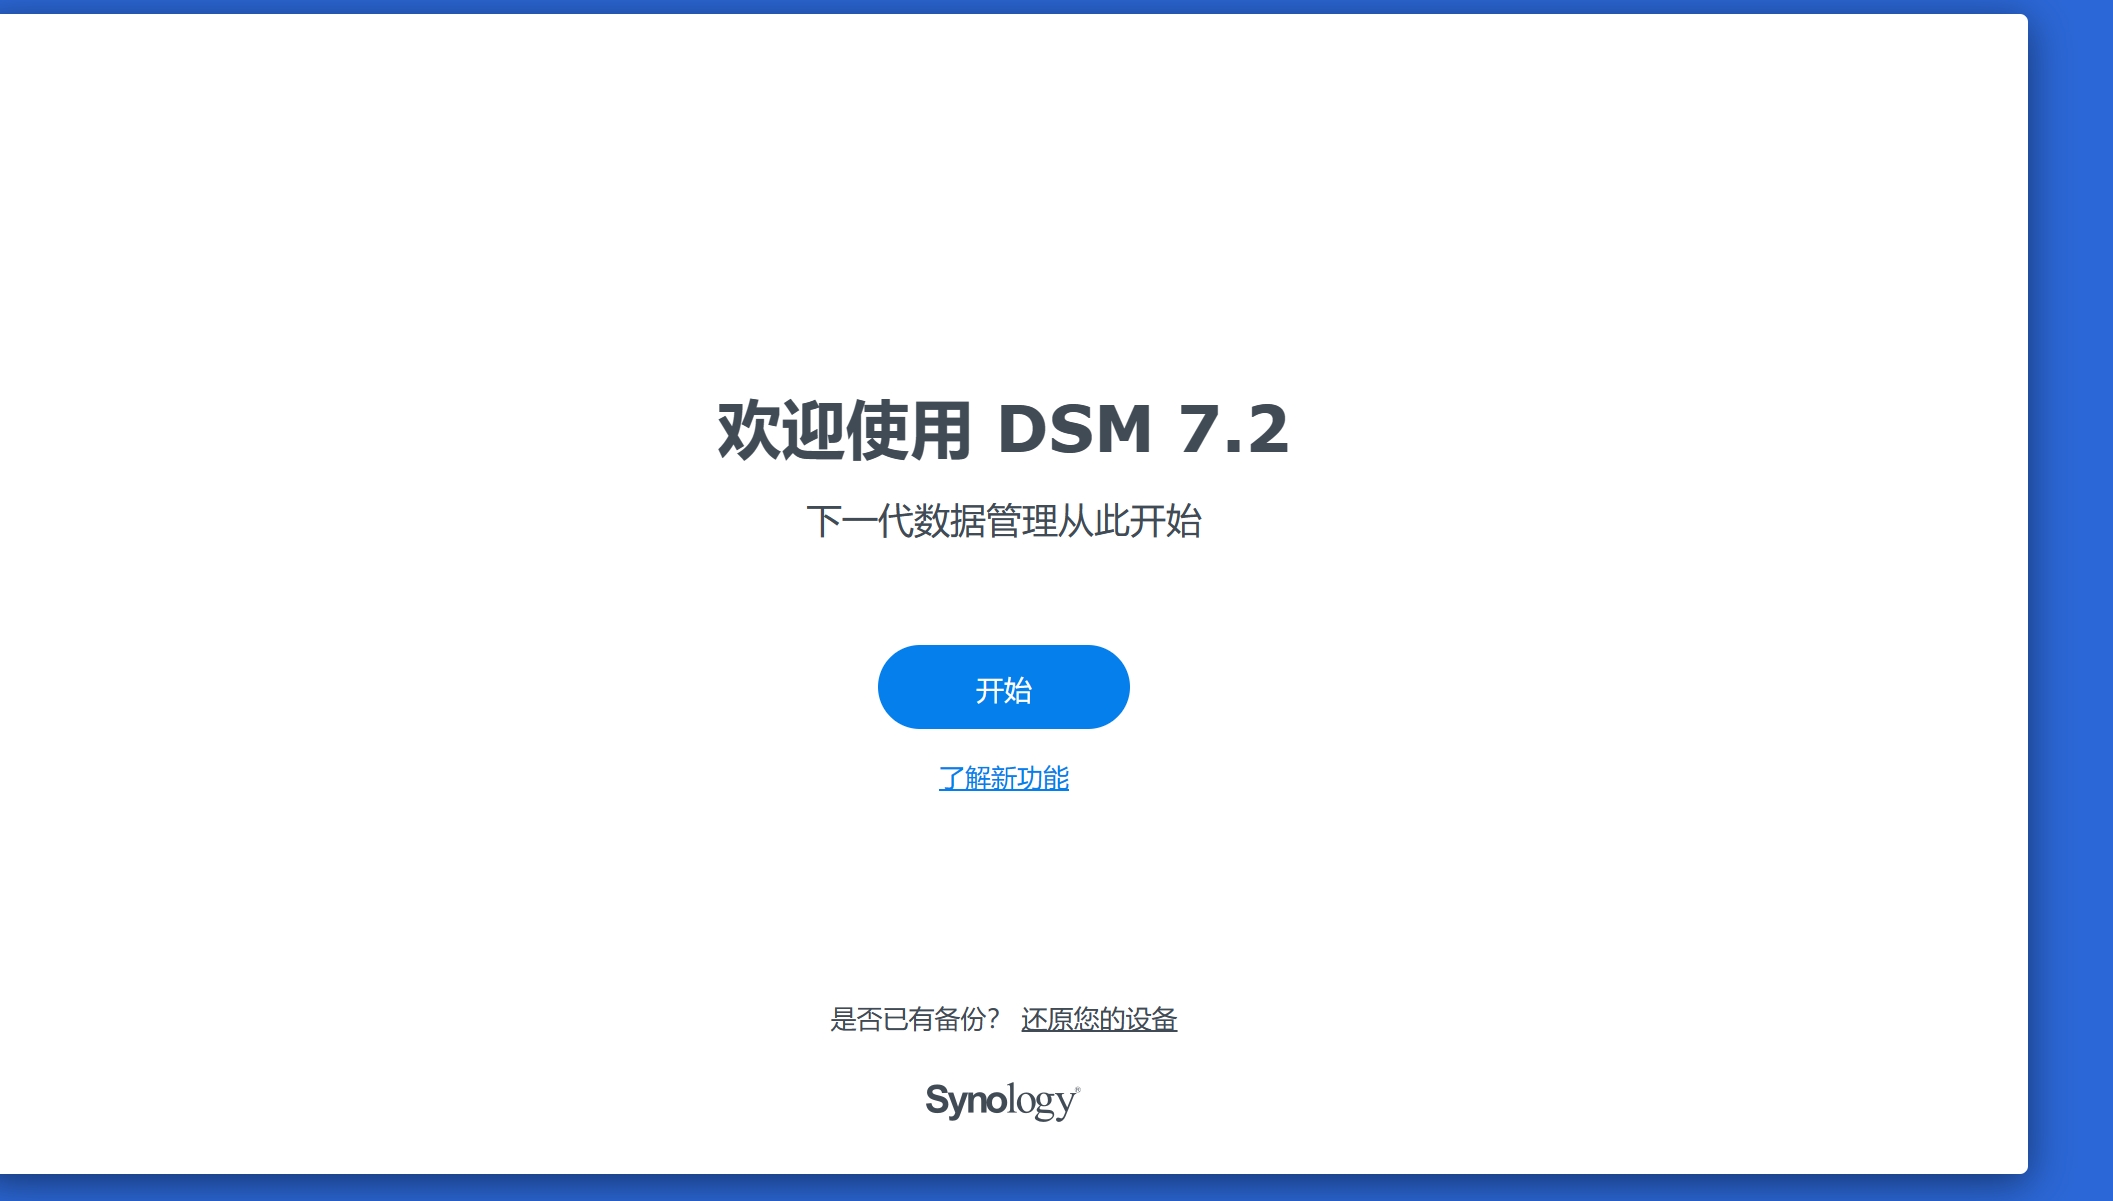 欢迎使用 DSM 7.2
下一代数据管理从此开始
开始
了解新功能
是否已有备份? 还原您的设备
Synology®